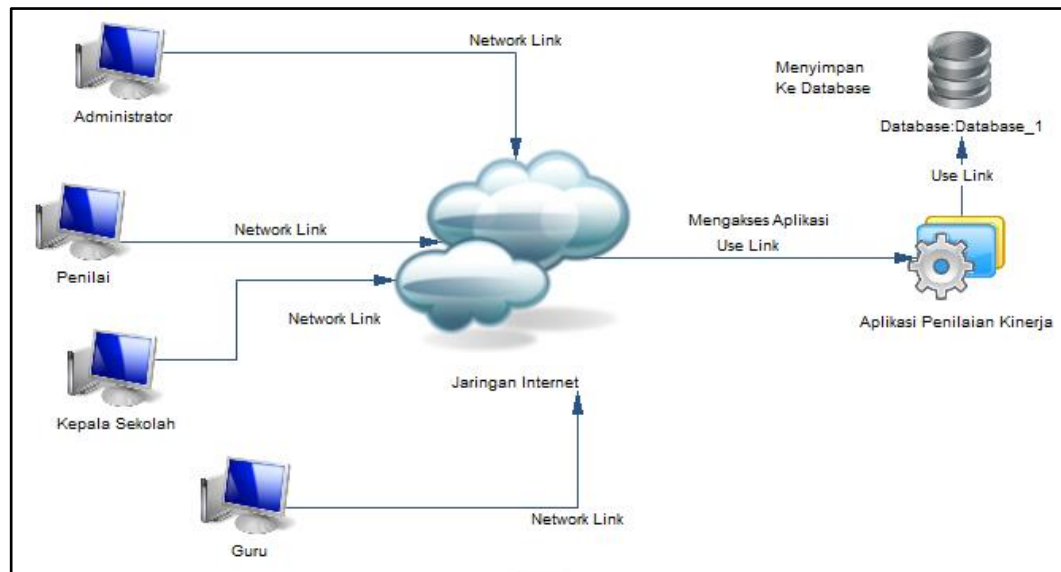 Network Link
Administrator
Menyimpan
Ke Database
Database:Database_1
Use Link
Network Link
Penilai
Mengakses Aplikasi
Use Link
Network Link
Aplikasi Penilaian Kinerja
Jaringan Internet
Kepala Sekolah
Network Link
Guru